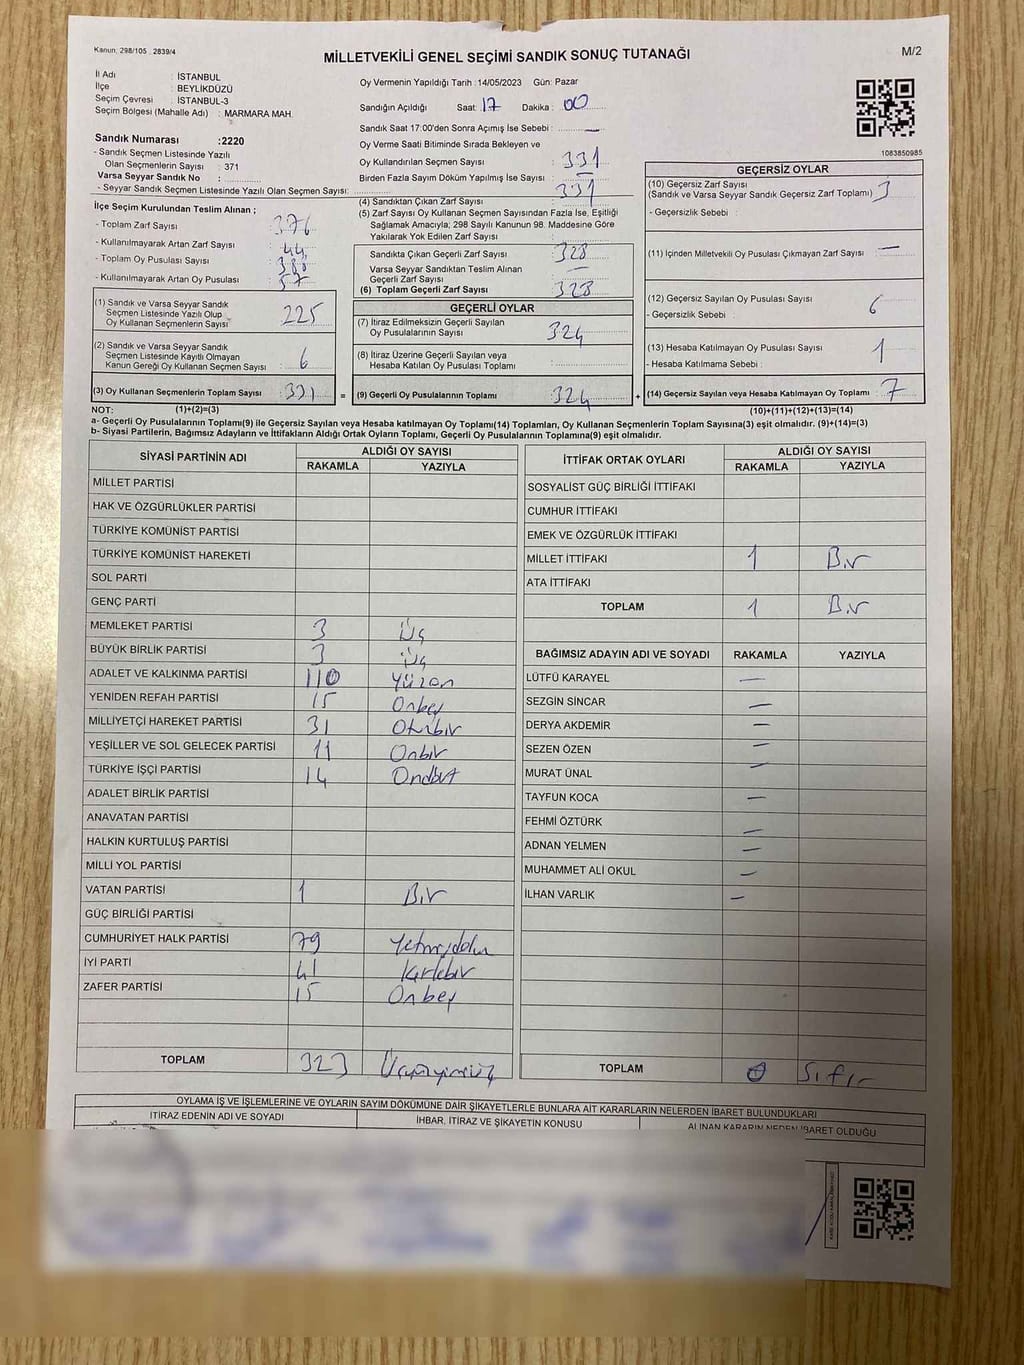 Kanun: 298/105 , 2839/4
MİLLETVEKİLİ GENEL SEÇİMİ SANDIK SONUÇ TUTANAĞI
M/2
İl Adı : İSTANBUL
İlçe : BEYLİKDÜZÜ
Seçim Çevresi : İSTANBUL-3
Seçim Bölgesi (Mahalle Adı) : MARMARA MAH.
Oy Vermenin Yapıldığı Tarih : 14/05/2023 Gün: Pazar
Sandığın Açıldığı Saat: 17 Dakika : 00
Sandık Saat 17:00'den Sonra Açımış İse Sebebi : —
Sandık Numarası :2220
- Sandık Seçmen Listesinde Yazılı
Olan Seçmenlerin Sayısı : 371
Varsa Seyyar Sandık No :
- Seyyar Sandık Seçmen Listesinde Yazılı Olan Seçmen Sayısı:
Oy Verme Saati Bitiminde Sırada Bekleyen ve
Oy Kullandırılan Seçmen Sayısı : 331
Birden Fazla Sayım Döküm Yapılmış İse Sayısı : —
1083850985
İlçe Seçim Kurulundan Teslim Alınan ;
- Toplam Zarf Sayısı : 376
- Kullanılmayarak Artan Zarf Sayısı : 44
- Toplam Oy Pusulası Sayısı : 388
- Kullanılmayarak Artan Oy Pusulası : 57
(4) Sandıktan Çıkan Zarf Sayısı : 331
(5) Zarf Sayısı Oy Kullanan Seçmen Sayısından Fazla İse, Eşitliği
Sağlamak Amacıyla; 298 Sayılı Kanunun 98. Maddesine Göre
Yakılarak Yok Edilen Zarf Sayısı :
Sandıkta Çıkan Geçerli Zarf Sayısı : 328
Varsa Seyyar Sandıktan Teslim Alınan
Geçerli Zarf Sayısı : —
(6) Toplam Geçerli Zarf Sayısı : 328
GEÇERSİZ OYLAR
(10) Geçersiz Zarf Sayısı : 3
(Sandık ve Varsa Seyyar Sandık Geçersiz Zarf Toplamı)
- Geçersizlik Sebebi :
(11) İçinden Milletvekili Oy Pusulası Çıkmayan Zarf Sayısı : —
(12) Geçersiz Sayılan Oy Pusulası Sayısı : 6
- Geçersizlik Sebebi :
(13) Hesaba Katılmayan Oy Pusulası Sayısı : 1
- Hesaba Katılmama Sebebi :
(14) Geçersiz Sayılan veya Hesaba Katılmayan Oy Toplamı : 7
(1) Sandık ve Varsa Seyyar Sandık
Seçmen Listesinde Yazılı Olup
Oy Kullanan Seçmenlerin Sayısı : 225
(2) Sandık ve Varsa Seyyar Sandık
Seçmen Listesinde Kayıtlı Olmayan
Kanun Gereği Oy Kullanan Seçmen Sayısı : 6
(3) Oy Kullanan Seçmenlerin Toplam Sayısı : 331 =
GEÇERLİ OYLAR
(7) İtiraz Edilmeksizin Geçerli Sayılan
Oy Pusulalarının Sayısı : 324
(8) İtiraz Üzerine Geçerli Sayılan veya
Hesaba Katılan Oy Pusulası Toplamı :
(9) Geçerli Oy Pusulalarının Toplamı : 324 +
NOT: (1)+(2)=(3)
(10)+(11)+(12)+(13)=(14)
a- Geçerli Oy Pusulalarının Toplamı(9) ile Geçersiz Sayılan veya Hesaba Katılmayan Oy Toplamı(14) Toplamları, Oy Kullanan Seçmenlerin Toplam Sayısına(3) eşit olmalıdır. (9)+(14)=(3)
b- Siyasi Partilerin, Bağımsız Adayların ve İttifakların Aldığı Ortak Oyların Toplamı, Geçerli Oy Pusulalarının Toplamına(9) eşit olmalıdır.
SİYASİ PARTİNİN ADI ALDIĞI OY SAYISI
RAKAMLA YAZIYLA
MİLLET PARTİSİ
HAK VE ÖZGÜRLÜKLER PARTİSİ
TÜRKİYE KOMÜNİST PARTİSİ
TÜRKİYE KOMÜNİST HAREKETİ
SOL PARTİ
GENÇ PARTİ
MEMLEKET PARTİSİ 3 Üç
BÜYÜK BİRLİK PARTİSİ 3 Üç
ADALET VE KALKINMA PARTİSİ 110 Yüzon
YENİDEN REFAH PARTİSİ 15 Onbeş
MİLLİYETÇİ HAREKET PARTİSİ 31 Otuzbir
YEŞİLLER VE SOL GELECEK PARTİSİ 11 Onbir
TÜRKİYE İŞÇİ PARTİSİ 14 Ondört
ADALET BİRLİK PARTİSİ
ANAVATAN PARTİSİ
HALKIN KURTULUŞ PARTİSİ
MİLLİ YOL PARTİSİ
VATAN PARTİSİ 1 Bir
GÜÇ BİRLİĞİ PARTİSİ
CUMHURİYET HALK PARTİSİ 79 Yetmişdokuz
İYİ PARTİ 41 Kırkbir
ZAFER PARTİSİ 15 Onbeş
TOPLAM 323 Üçyüzyirmiüç
İTTİFAK ORTAK OYLARI ALDIĞI OY SAYISI
RAKAMLA YAZIYLA
SOSYALİST GÜÇ BİRLİĞİ İTTİFAKI
CUMHUR İTTİFAKI
EMEK VE ÖZGÜRLÜK İTTİFAKI
MİLLET İTTİFAKI 1 Bir
ATA İTTİFAKI
TOPLAM 1 Bir
BAĞIMSIZ ADAYIN ADI VE SOYADI RAKAMLA YAZIYLA
LÜTFÜ KARAYEL —
SEZGİN SİNCAR —
DERYA AKDEMİR —
SEZEN ÖZEN —
MURAT ÜNAL —
TAYFUN KOCA —
FEHMİ ÖZTÜRK —
ADNAN YELMEN —
MUHAMMET ALİ OKUL —
İLHAN VARLIK —
TOPLAM 0 Sıfır
OYLAMA İŞ VE İŞLEMLERİNE VE OYLARIN SAYIM DÖKÜMÜNE DAİR ŞİKAYETLERLE BUNLARA AİT KARARLARIN NELERDEN İBARET BULUNDUKLARI
İTİRAZ EDENİN ADI VE SOYADI İHBAR, İTİRAZ VE ŞİKAYETİN KONUSU ALINAN KARARIN NEDEN İBARET OLDUĞU